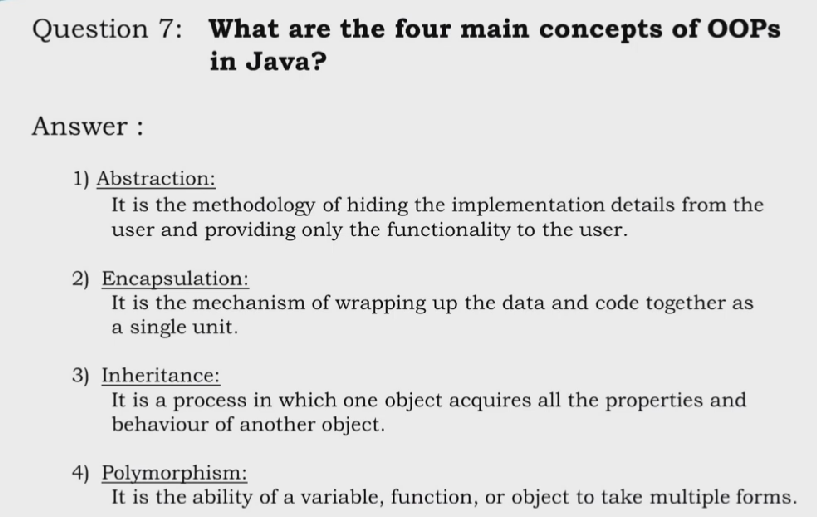 Question 7: What are the four main concepts of OOPs
in Java?
Answer :
1) Abstraction:
It is the methodology of hiding the implementation details from the
user and providing only the functionality to the user.
2) Encapsulation:
It is the mechanism of wrapping up the data and code together as
a single unit.
3) Inheritance:
It is a process in which one object acquires all the properties and
behaviour of another object.
4) Polymorphism:
It is the ability of a variable, function, or object to take multiple forms.